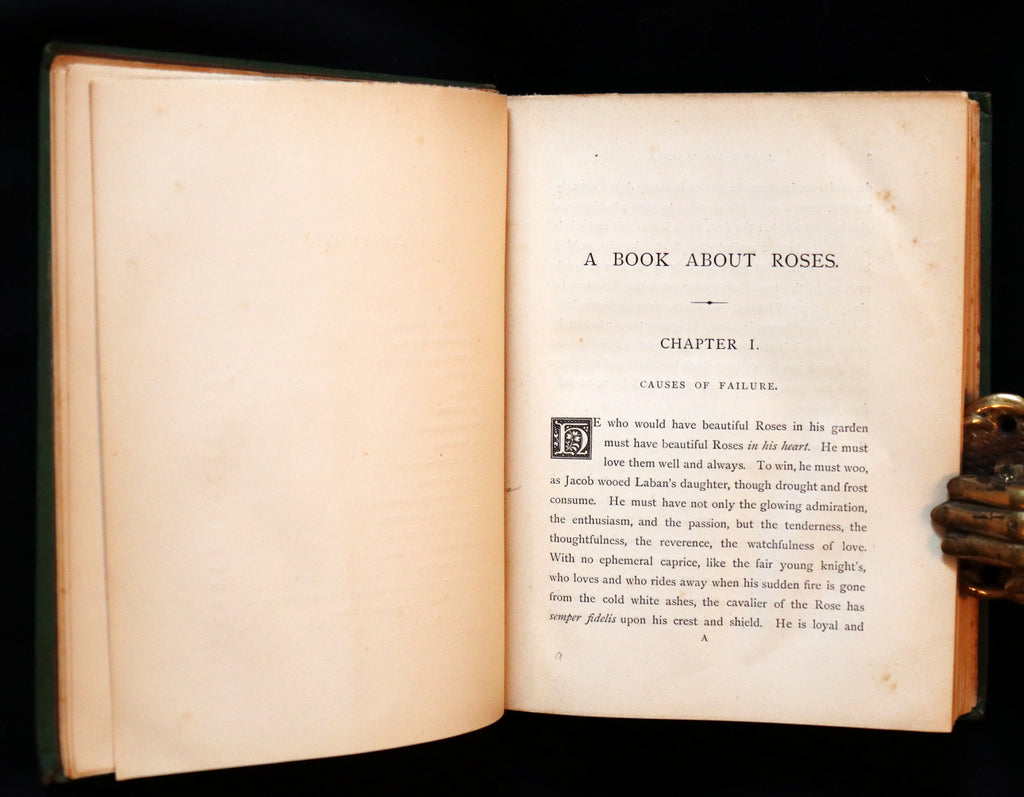 A BOOK ABOUT ROSES.
CHAPTER I.
CAUSES OF FAILURE.
HE who would have beautiful Roses in his garden
must have beautiful Roses in his heart. He must
love them well and always. To win, he must woo,
as Jacob wooed Laban's daughter, though drought and frost
consume. He must have not only the glowing admiration,
the enthusiasm, and the passion, but the tenderness, the
thoughtfulness, the reverence, the watchfulness of love.
With no ephemeral caprice, like the fair young knight's,
who loves and who rides away when his sudden fire is gone
from the cold white ashes, the cavalier of the Rose has
semper fidelis upon his crest and shield. He is loyal and
A